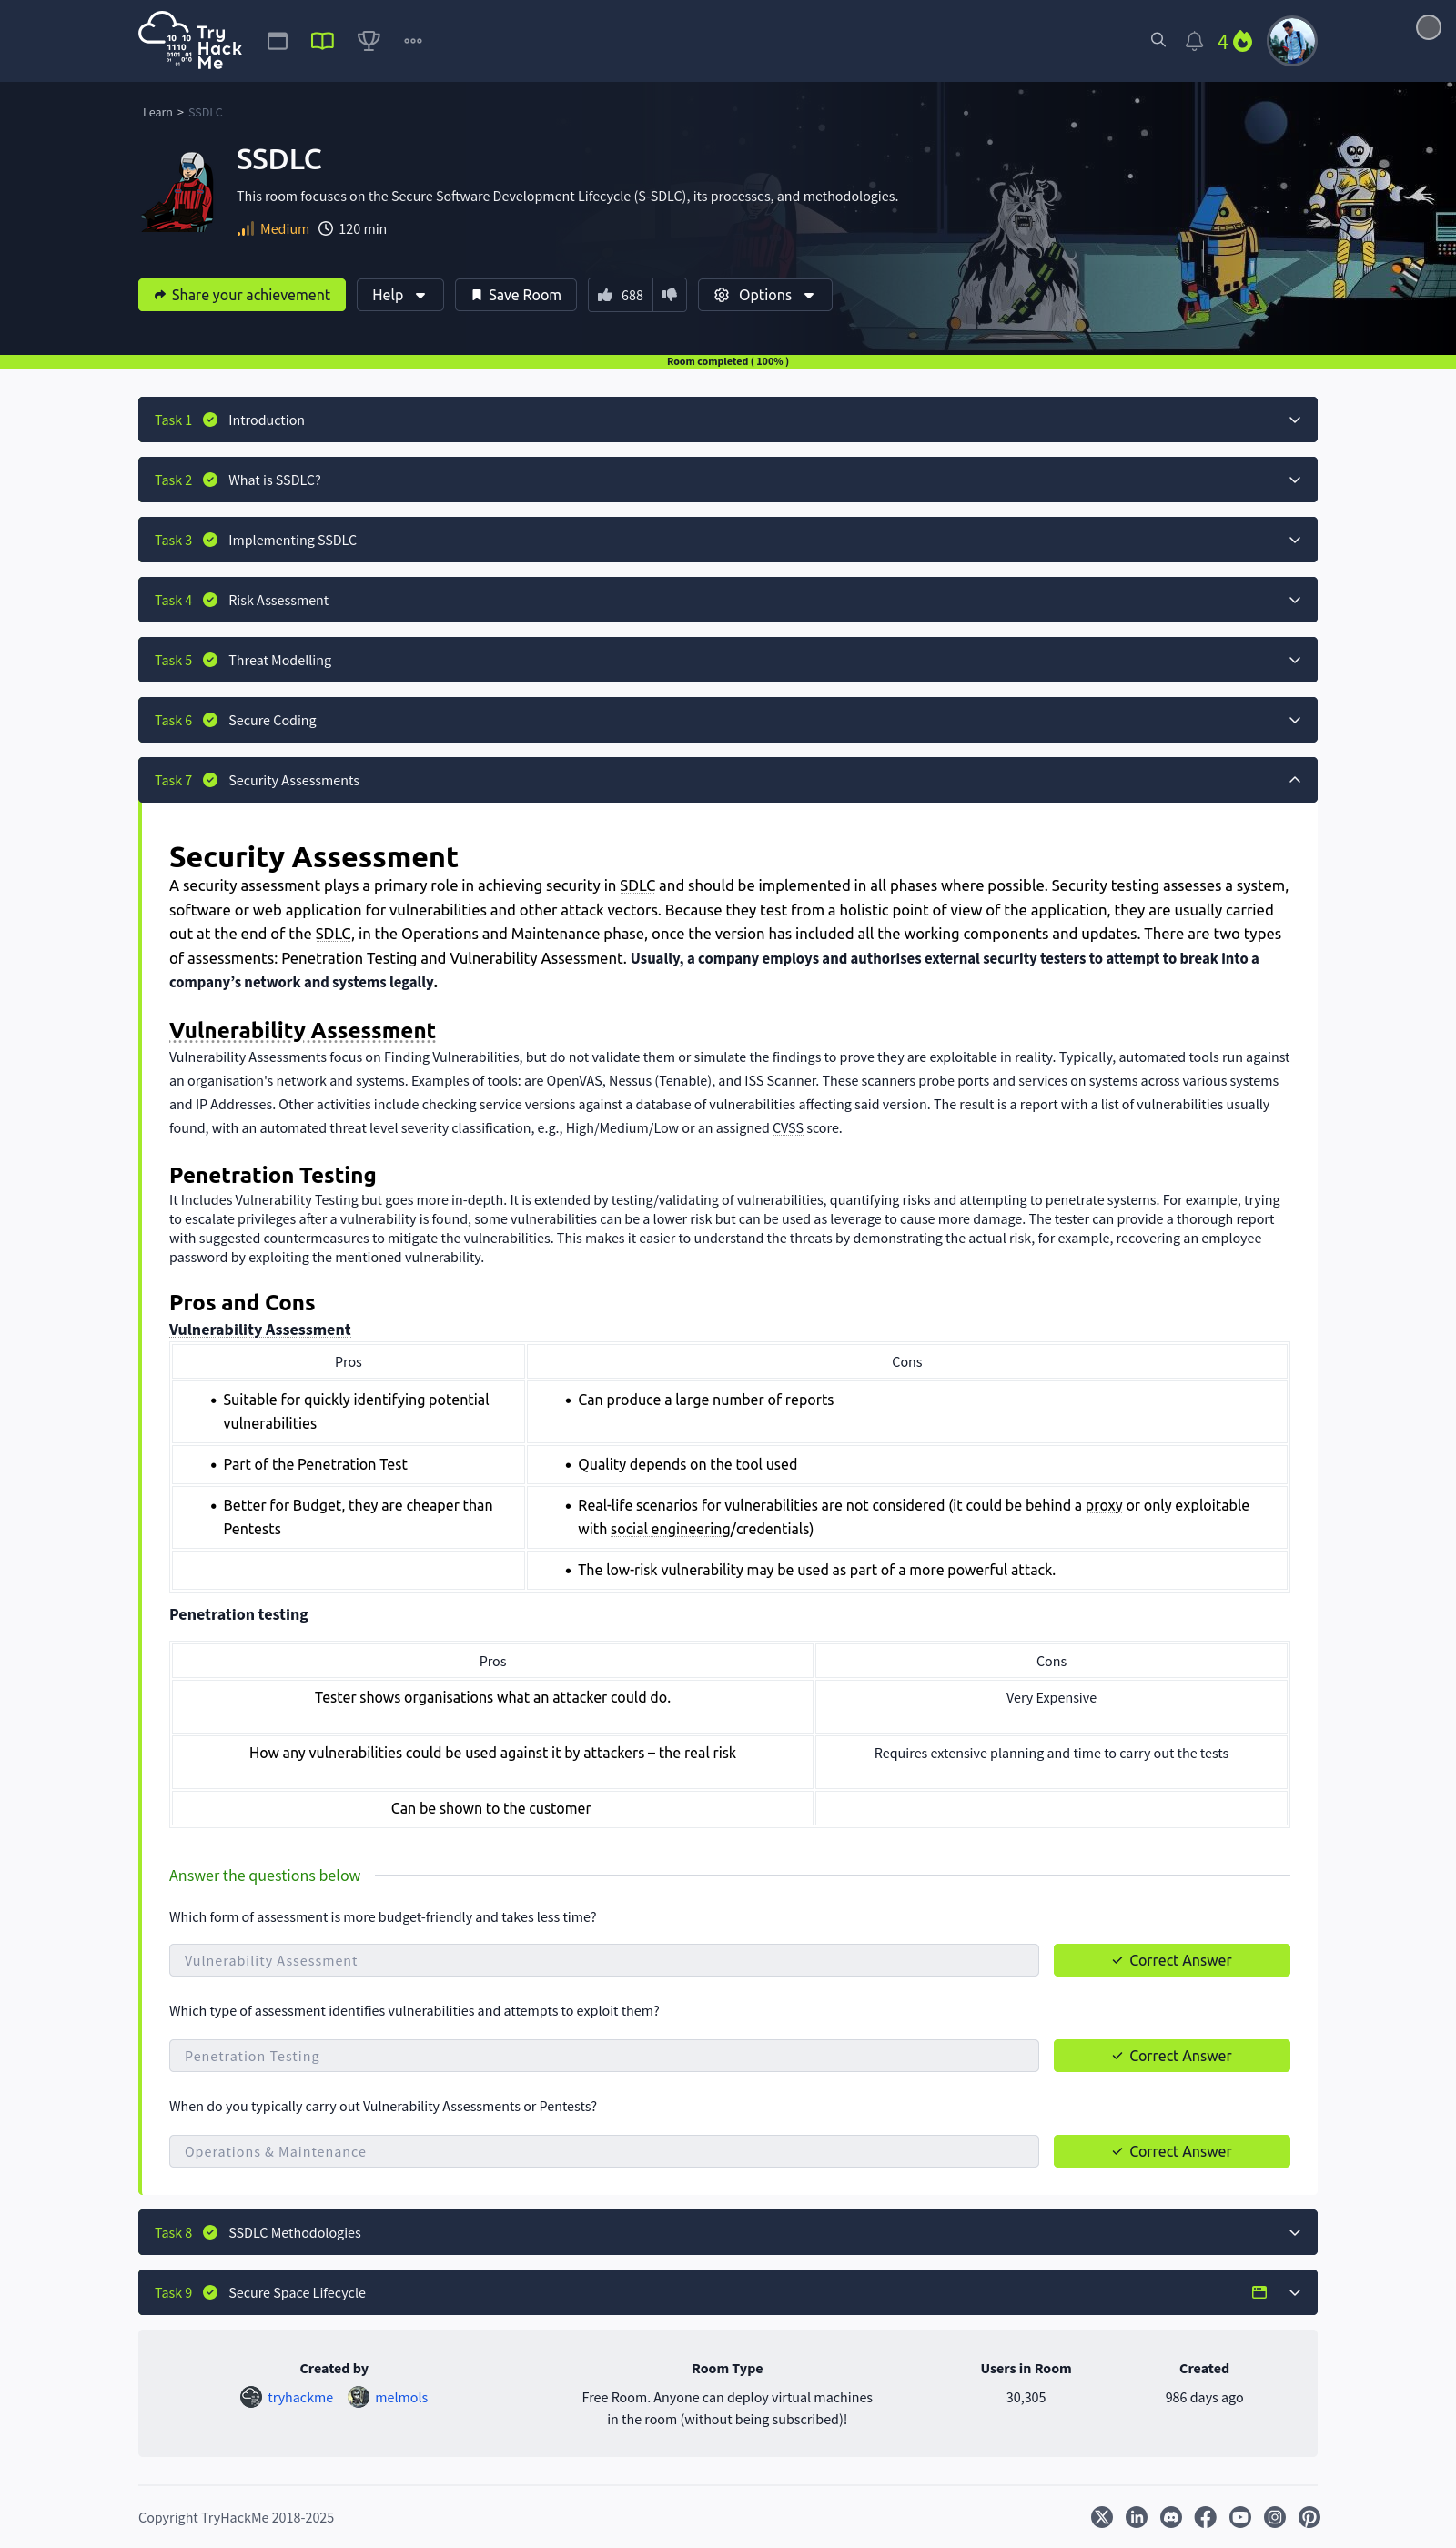 Try
Hack
Me
10 10
1110
0101 01
010
4
Learn > SSDLC
SSDLC
This room focuses on the Secure Software Development Lifecycle (S-SDLC), its processes, and methodologies.
Medium 120 min
Share your achievement Help Save Room 688 Options
Room completed ( 100% )
Task 1 Introduction
Task 2 What is SSDLC?
Task 3 Implementing SSDLC
Task 4 Risk Assessment
Task 5 Threat Modelling
Task 6 Secure Coding
Task 7 Security Assessments
Security Assessment
A security assessment plays a primary role in achieving security in SDLC and should be implemented in all phases where possible. Security testing assesses a system,
software or web application for vulnerabilities and other attack vectors. Because they test from a holistic point of view of the application, they are usually carried
out at the end of the SDLC, in the Operations and Maintenance phase, once the version has included all the working components and updates. There are two types
of assessments: Penetration Testing and Vulnerability Assessment. Usually, a company employs and authorises external security testers to attempt to break into a
company’s network and systems legally.
Vulnerability Assessment
Vulnerability Assessments focus on Finding Vulnerabilities, but do not validate them or simulate the findings to prove they are exploitable in reality. Typically, automated tools run against
an organisation's network and systems. Examples of tools: are OpenVAS, Nessus (Tenable), and ISS Scanner. These scanners probe ports and services on systems across various systems
and IP Addresses. Other activities include checking service versions against a database of vulnerabilities affecting said version. The result is a report with a list of vulnerabilities usually
found, with an automated threat level severity classification, e.g., High/Medium/Low or an assigned CVSS score.
Penetration Testing
It Includes Vulnerability Testing but goes more in-depth. It is extended by testing/validating of vulnerabilities, quantifying risks and attempting to penetrate systems. For example, trying
to escalate privileges after a vulnerability is found, some vulnerabilities can be a lower risk but can be used as leverage to cause more damage. The tester can provide a thorough report
with suggested countermeasures to mitigate the vulnerabilities. This makes it easier to understand the threats by demonstrating the actual risk, for example, recovering an employee
password by exploiting the mentioned vulnerability.
Pros and Cons
Vulnerability Assessment
Pros Cons
• Suitable for quickly identifying potential
vulnerabilities
• Can produce a large number of reports
• Part of the Penetration Test
• Quality depends on the tool used
• Better for Budget, they are cheaper than
Pentests
• Real-life scenarios for vulnerabilities are not considered (it could be behind a proxy or only exploitable
with social engineering/credentials)
• The low-risk vulnerability may be used as part of a more powerful attack.
Penetration testing
Pros Cons
Tester shows organisations what an attacker could do. Very Expensive
How any vulnerabilities could be used against it by attackers – the real risk Requires extensive planning and time to carry out the tests
Can be shown to the customer
Answer the questions below
Which form of assessment is more budget-friendly and takes less time?
Vulnerability Assessment Correct Answer
Which type of assessment identifies vulnerabilities and attempts to exploit them?
Penetration Testing Correct Answer
When do you typically carry out Vulnerability Assessments or Pentests?
Operations & Maintenance Correct Answer
Task 8 SSDLC Methodologies
Task 9 Secure Space Lifecycle
Created by Room Type Users in Room Created
tryhackme melmols Free Room. Anyone can deploy virtual machines 30,305 986 days ago
in the room (without being subscribed)!
Copyright TryHackMe 2018-2025